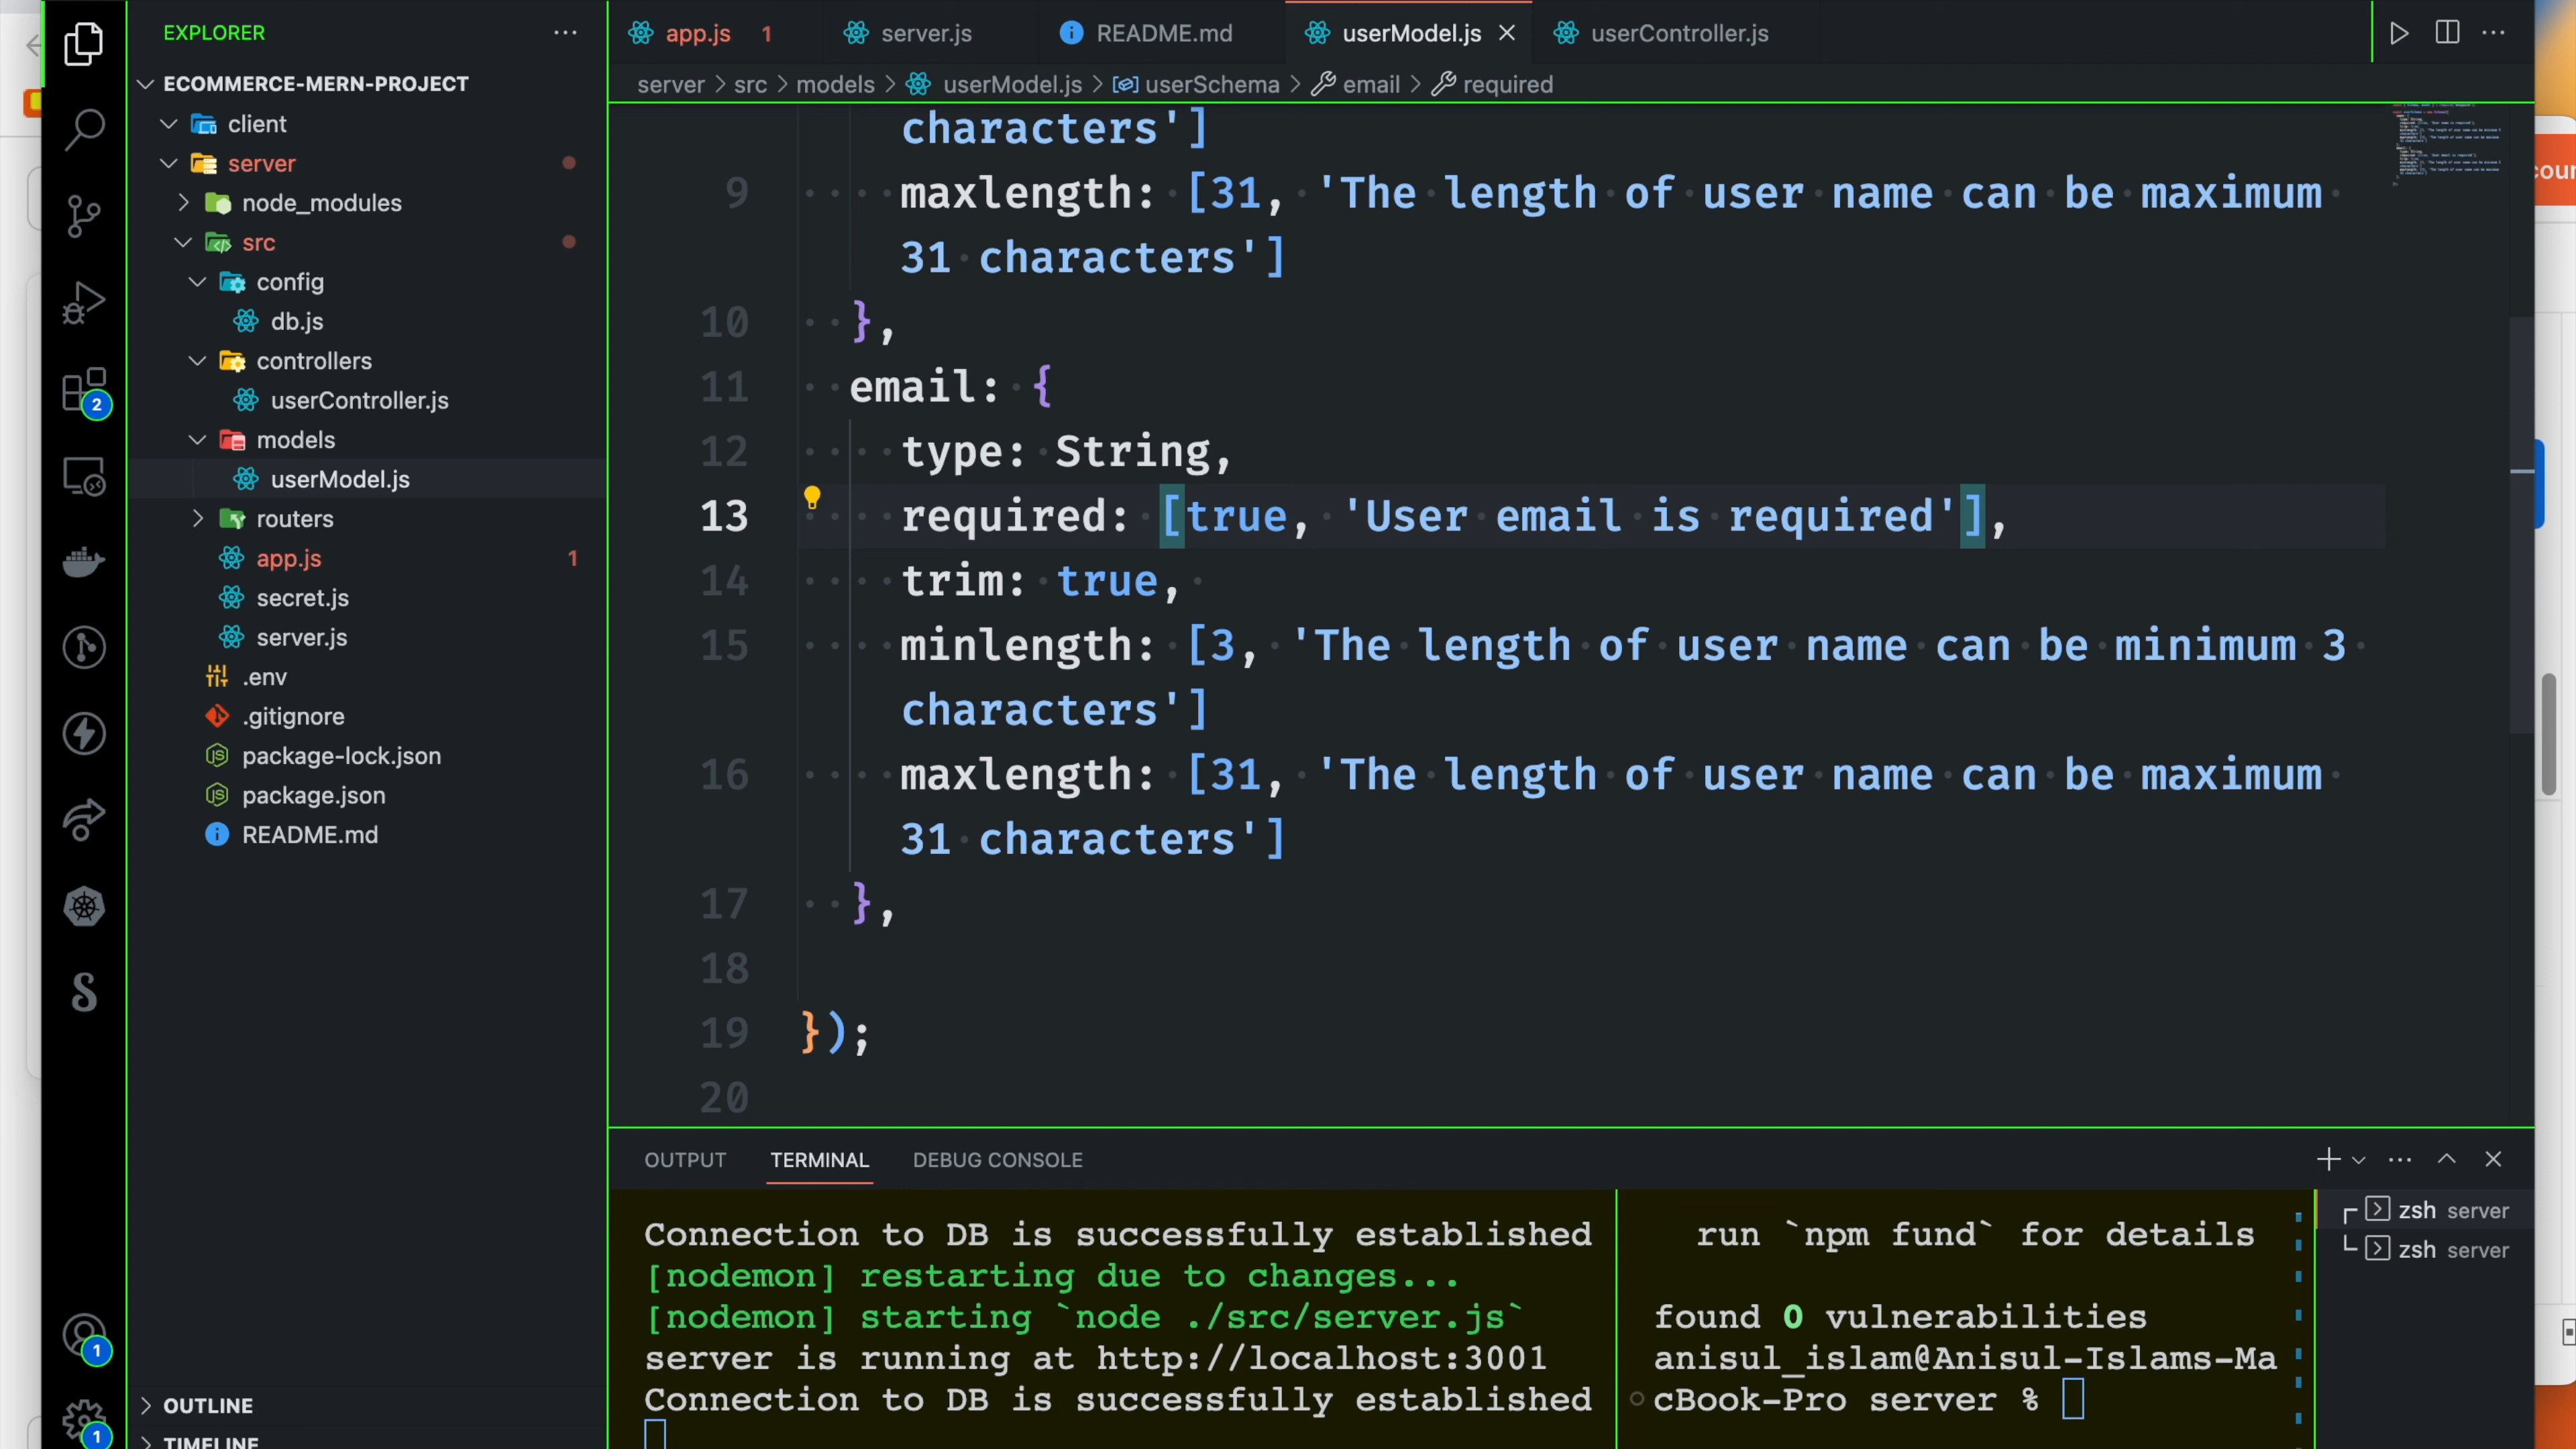 EXPLORER
ECOMMERCE-MERN-PROJECT
client
server
node_modules
src
config
db.js
controllers
userController.js
models
userModel.js
routers
app.js 1
secret.js
server.js
.env
.gitignore
package-lock.json
package.json
README.md
OUTLINE
TIMELINE
2
1
1
app.js 1 server.js README.md userModel.js userController.js
server > src > models > userModel.js > userSchema > email > required
characters']
9 maxlength: [31, 'The length of user name can be maximum
31 characters']
10 },
11 email: {
12 type: String,
13 required: [true, 'User email is required'],
14 trim: true,
15 minlength: [3, 'The length of user name can be minimum 3
characters']
16 maxlength: [31, 'The length of user name can be maximum
31 characters']
17 },
18
19 });
20
OUTPUT TERMINAL DEBUG CONSOLE
Connection to DB is successfully established
[nodemon] restarting due to changes...
[nodemon] starting `node ./src/server.js`
server is running at http://localhost:3001
Connection to DB is successfully established
run `npm fund` for details
found 0 vulnerabilities
anisul_islam@Anisul-Islams-Ma
cBook-Pro server %
zsh server
zsh server